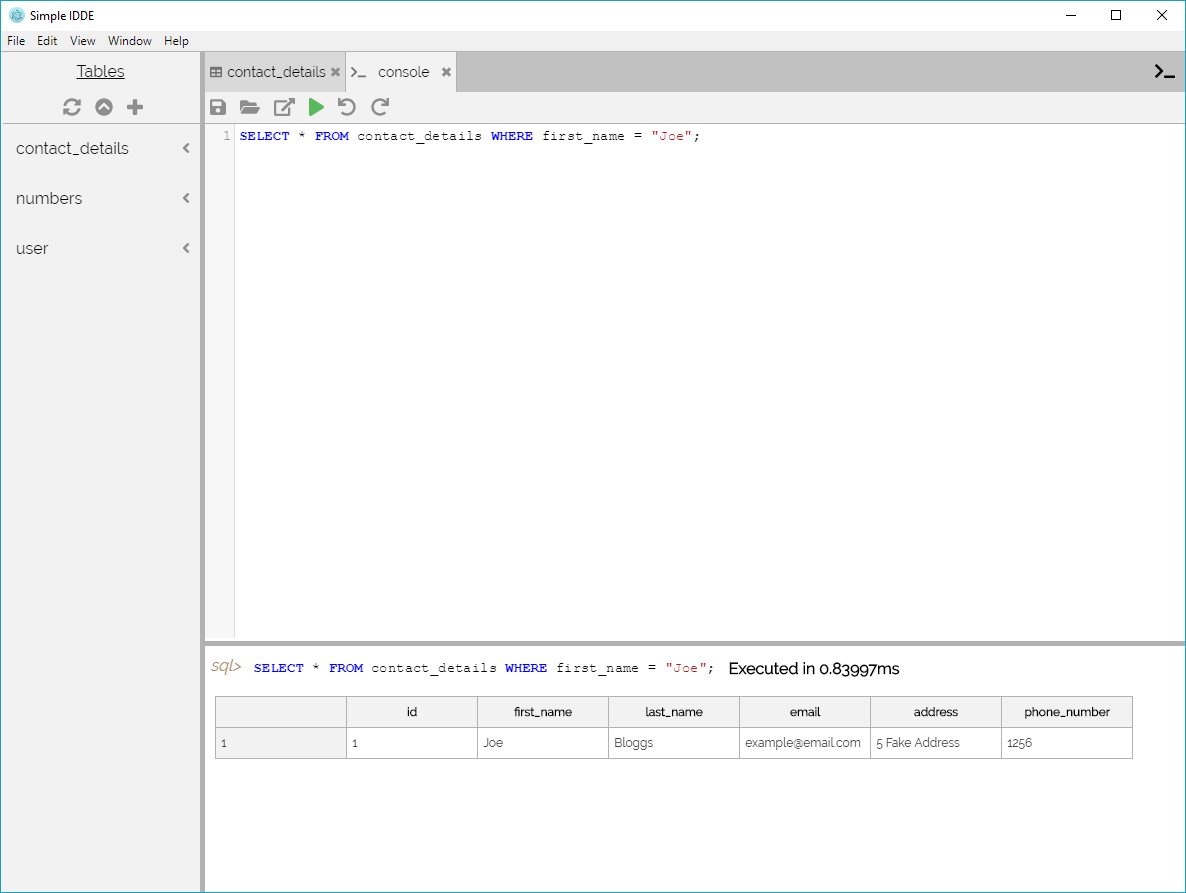 Simple IDDE
File Edit View Window Help
Tables
contact_details
numbers
user
contact_details console
1 SELECT * FROM contact_details WHERE first_name = "Joe";
sql> SELECT * FROM contact_details WHERE first_name = "Joe"; Executed in 0.83997ms
id first_name last_name email address phone_number
1 1 Joe Bloggs example@email.com 5 Fake Address 1256